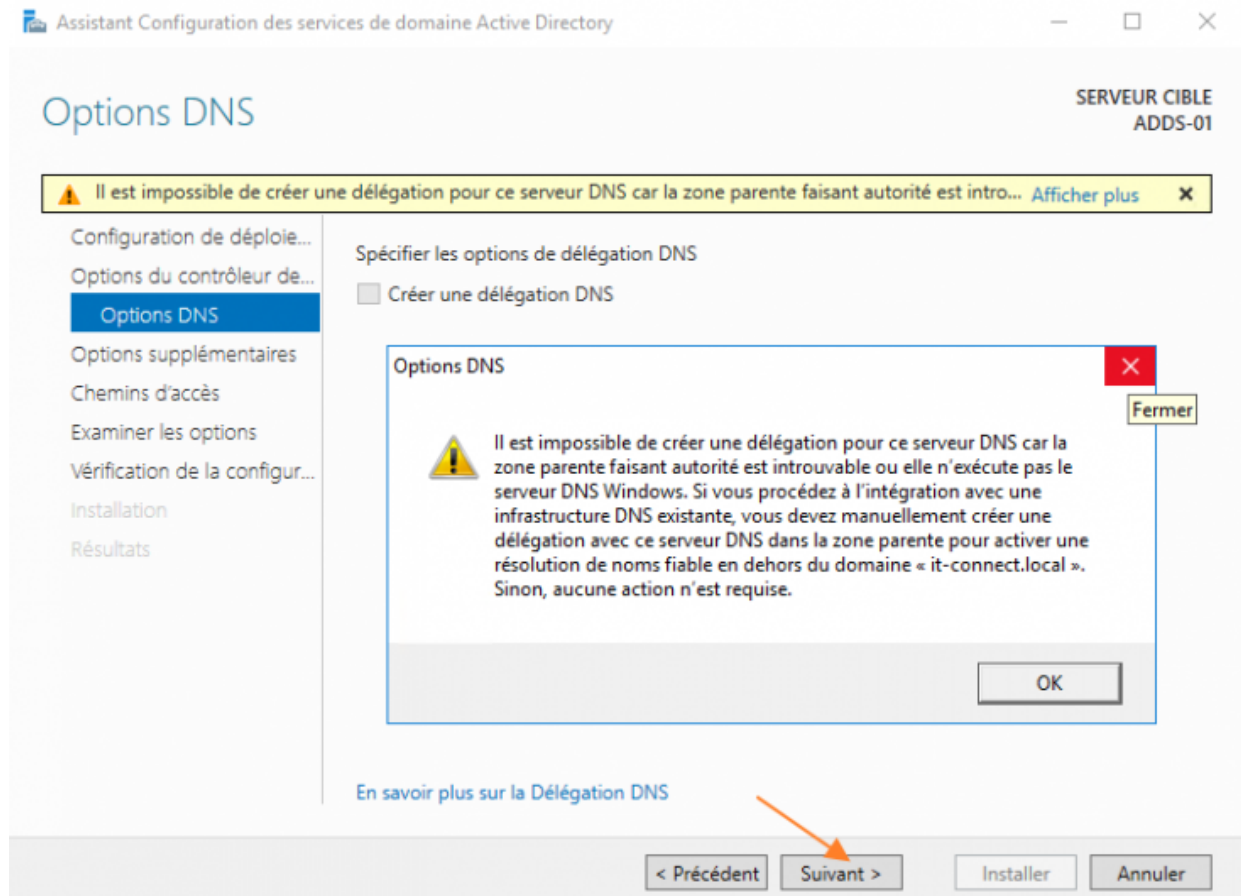 Assistant Configuration des services de domaine Active Directory
Options DNS
SERVEUR CIBLE
ADDS-01
Il est impossible de créer une délégation pour ce serveur DNS car la zone parente faisant autorité est intro... Afficher plus
Configuration de déploie...
Options du contrôleur de...
Options DNS
Options supplémentaires
Chemins d'accès
Examiner les options
Vérification de la configur...
Installation
Résultats
Spécifier les options de délégation DNS
Créer une délégation DNS
Options DNS
Fermer
Il est impossible de créer une délégation pour ce serveur DNS car la
zone parente faisant autorité est introuvable ou elle n'exécute pas le
serveur DNS Windows. Si vous procédez à l'intégration avec une
infrastructure DNS existante, vous devez manuellement créer une
délégation avec ce serveur DNS dans la zone parente pour activer une
résolution de noms fiable en dehors du domaine « it-connect.local ».
Sinon, aucune action n'est requise.
OK
En savoir plus sur la Délégation DNS
< Précédent
Suivant >
Installer
Annuler